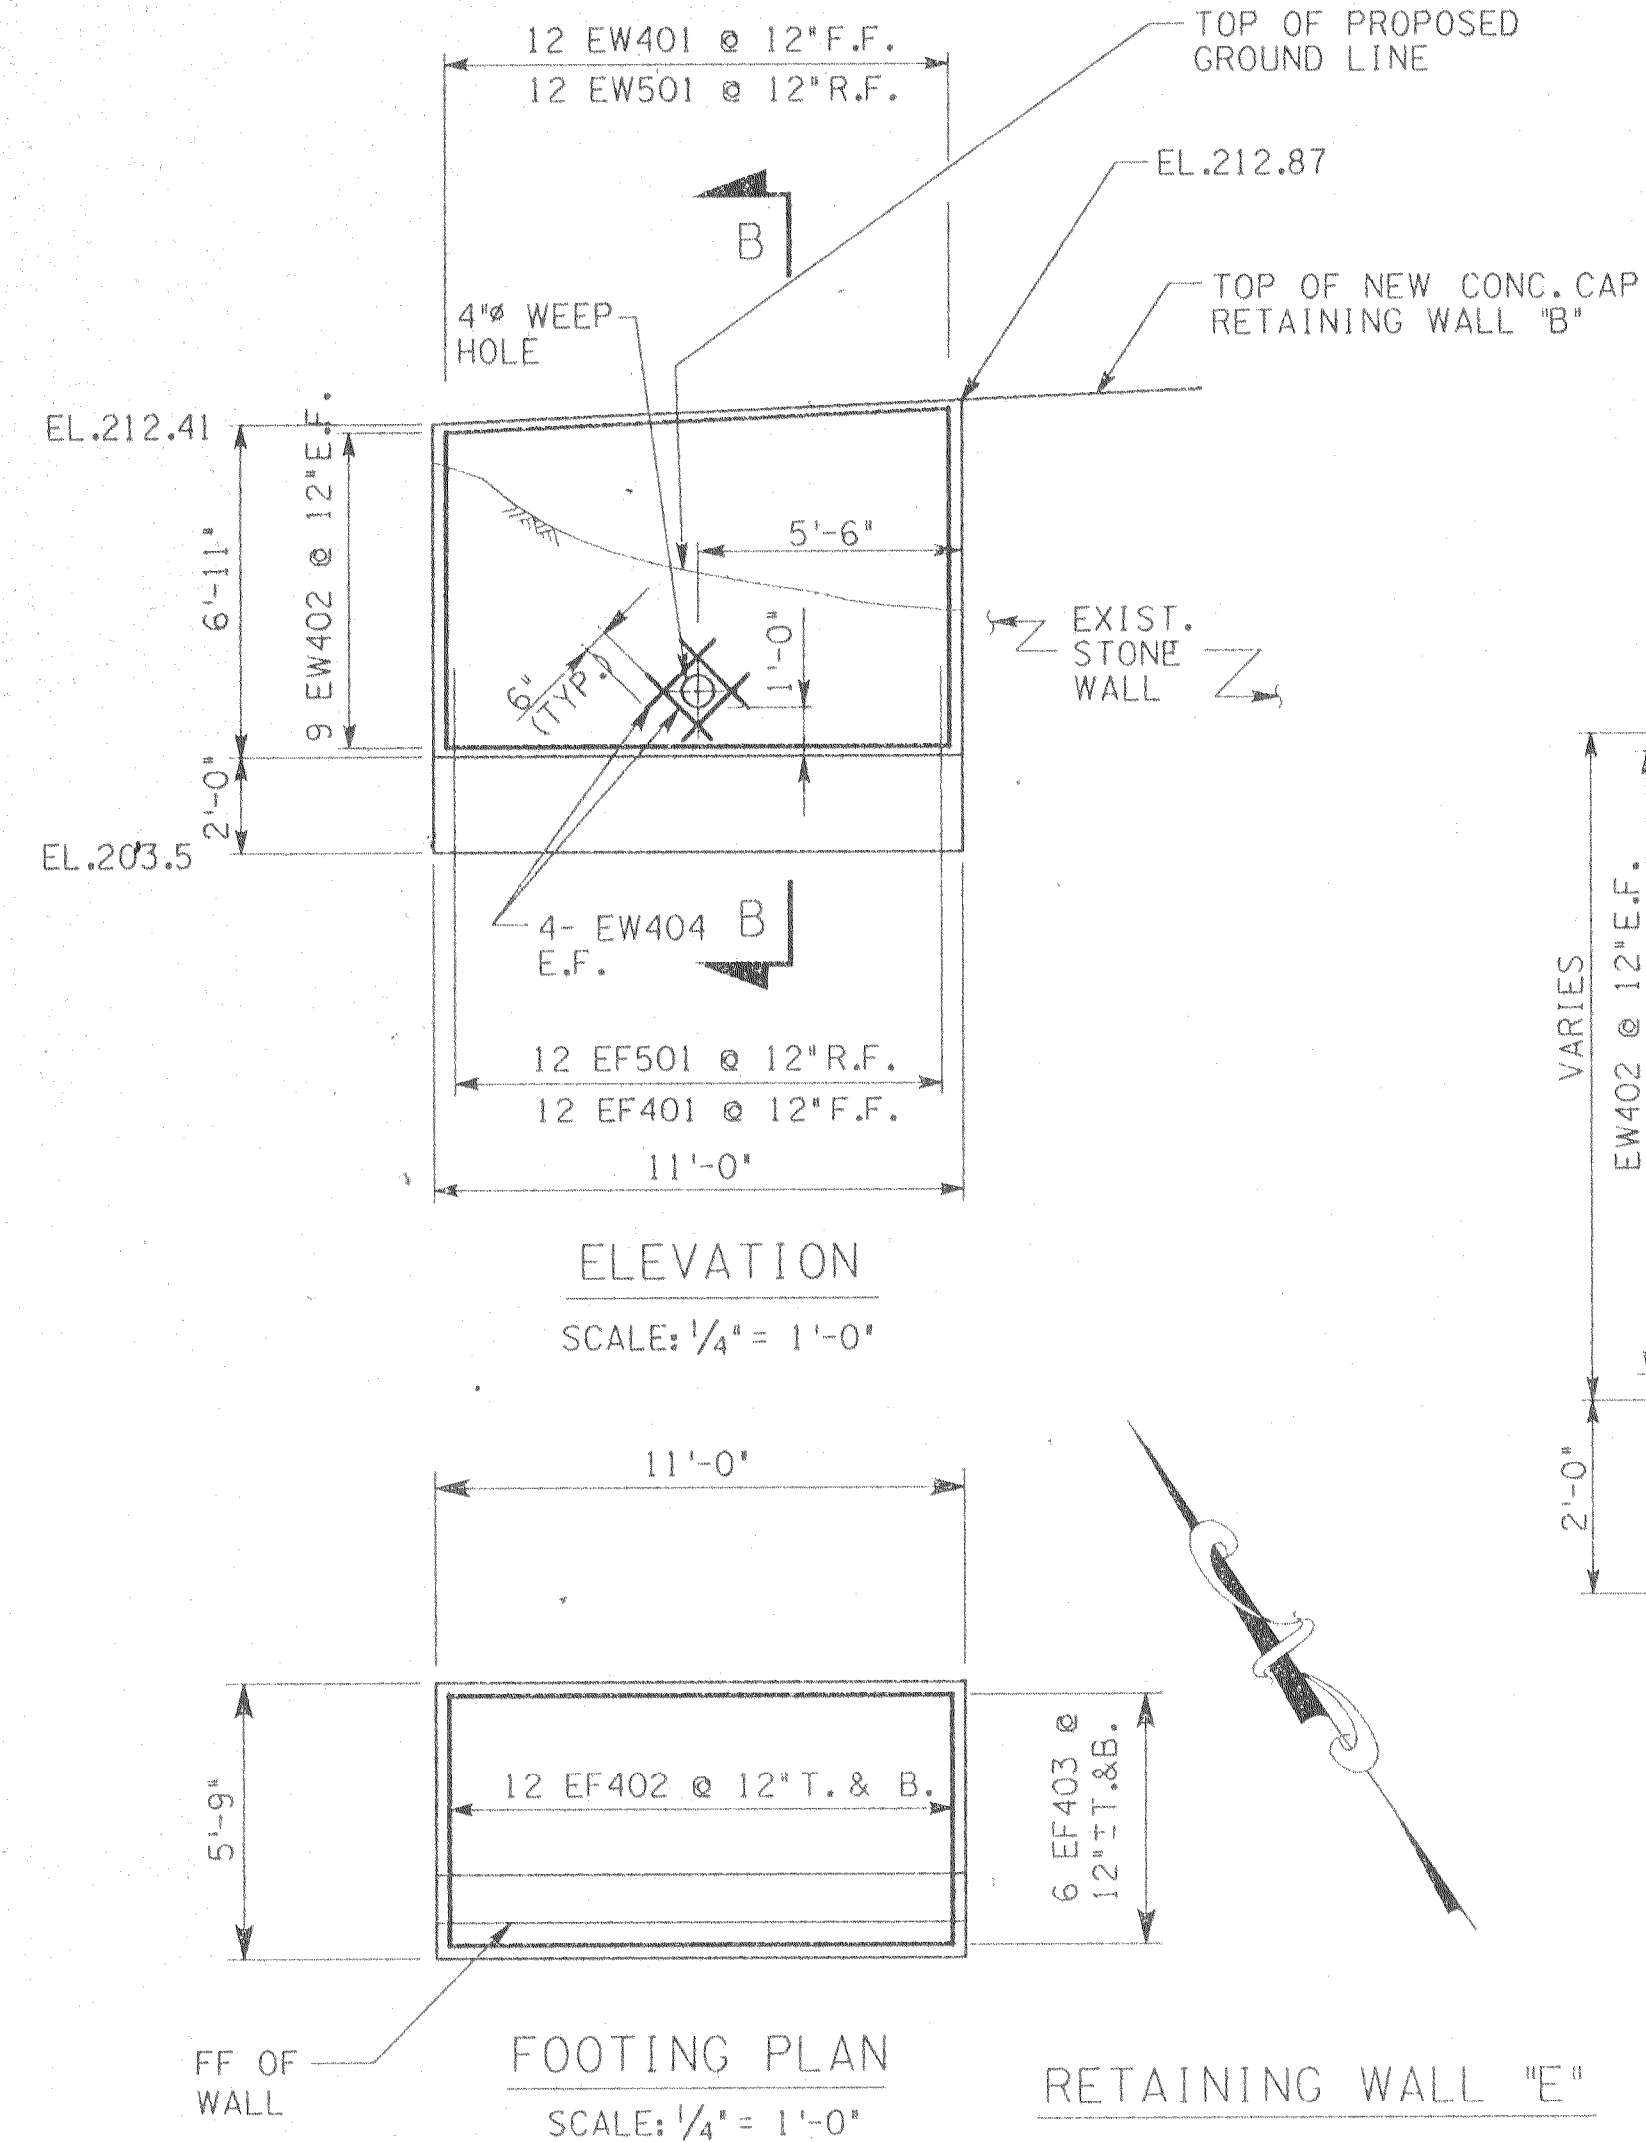 12 EW401 @ 12"F.F.
12 EW501 @ 12"R.F.
TOP OF PROPOSED
GROUND LINE
EL.212.87
B
TOP OF NEW CONC. CAP
RETAINING WALL "B"
4"ø WEEP
HOLE
EL.212.41
6'-11"
9 EW402 @ 12"E.F.
5'-6"
1'-0"
6"
(TYP.)
EXIST.
STONE
WALL
2'-0"
EL.203.5
4- EW404
E.F.
B
12 EF501 @ 12"R.F.
12 EF401 @ 12"F.F.
11'-0"
ELEVATION
SCALE: 1/4" = 1'-0"
VARIES
EW402 @ 12"E.F.
2'-0"
11'-0"
5'-9"
12 EF402 @ 12"T. & B.
6 EF403 @
12"±T.&B.
FF OF
WALL
FOOTING PLAN
SCALE: 1/4" = 1'-0"
RETAINING WALL "E"